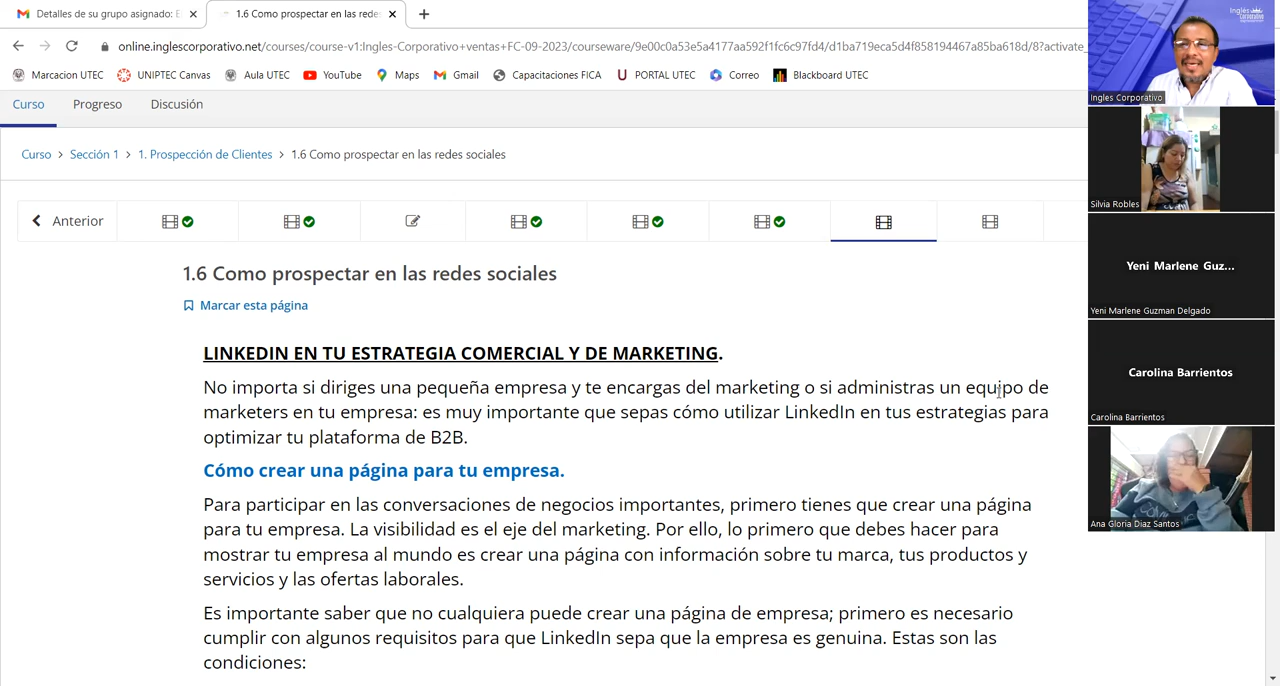 Detalles de su grupo asignado: E
1.6 Como prospectar en las redes
online.inglescorporativo.net/courses/course-v1:Ingles-Corporativo+ventas+FC-09-2023/courseware/9e00c0a53e5a4177aa592f1fc6c97fd4/d1ba719eca5d4f858194467a85ba618d/8?activate_
Marcacion UTEC
UNIPTEC Canvas
Aula UTEC
YouTube
Maps
Gmail
Capacitaciones FICA
PORTAL UTEC
Correo
Blackboard UTEC
Curso
Progreso
Discusión
Curso > Sección 1 > 1. Prospección de Clientes > 1.6 Como prospectar en las redes sociales
Anterior
1.6 Como prospectar en las redes sociales
Marcar esta página
LINKEDIN EN TU ESTRATEGIA COMERCIAL Y DE MARKETING.
No importa si diriges una pequeña empresa y te encargas del marketing o si administras un equipo de
marketers en tu empresa: es muy importante que sepas cómo utilizar LinkedIn en tus estrategias para
optimizar tu plataforma de B2B.
Cómo crear una página para tu empresa.
Para participar en las conversaciones de negocios importantes, primero tienes que crear una página
para tu empresa. La visibilidad es el eje del marketing. Por ello, lo primero que debes hacer para
mostrar tu empresa al mundo es crear una página con información sobre tu marca, tus productos y
servicios y las ofertas laborales.
Es importante saber que no cualquiera puede crear una página de empresa; primero es necesario
cumplir con algunos requisitos para que LinkedIn sepa que la empresa es genuina. Estas son las
condiciones:
Inglés
Corporativo
Ingles Corporativo
Silvia Robles
Yeni Marlene Guz...
Yeni Marlene Guzman Delgado
Carolina Barrientos
Carolina Barrientos
Ana Gloria Diaz Santos